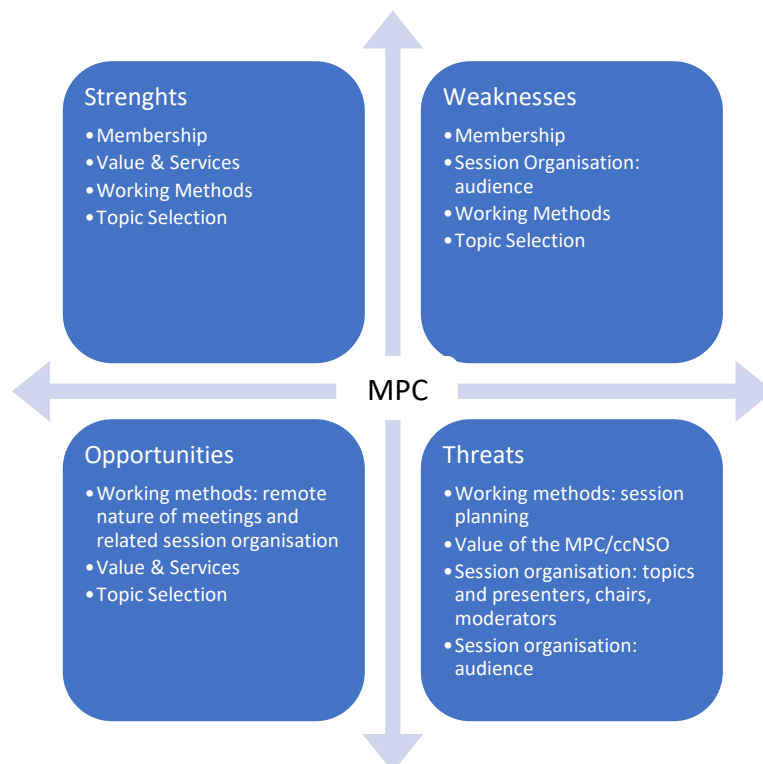 Strenghts
•Membership
•Value & Services
•Working Methods
•Topic Selection
Weaknesses
•Membership
•Session Organisation:
audience
•Working Methods
•Topic Selection
MPC
Opportunities
•Working methods: remote
nature of meetings and
related session organisation
•Value & Services
•Topic Selection
Threats
•Working methods: session
planning
•Value of the MPC/ccNSO
•Session organisation: topics
and presenters, chairs,
moderators
•Session organisation:
audience